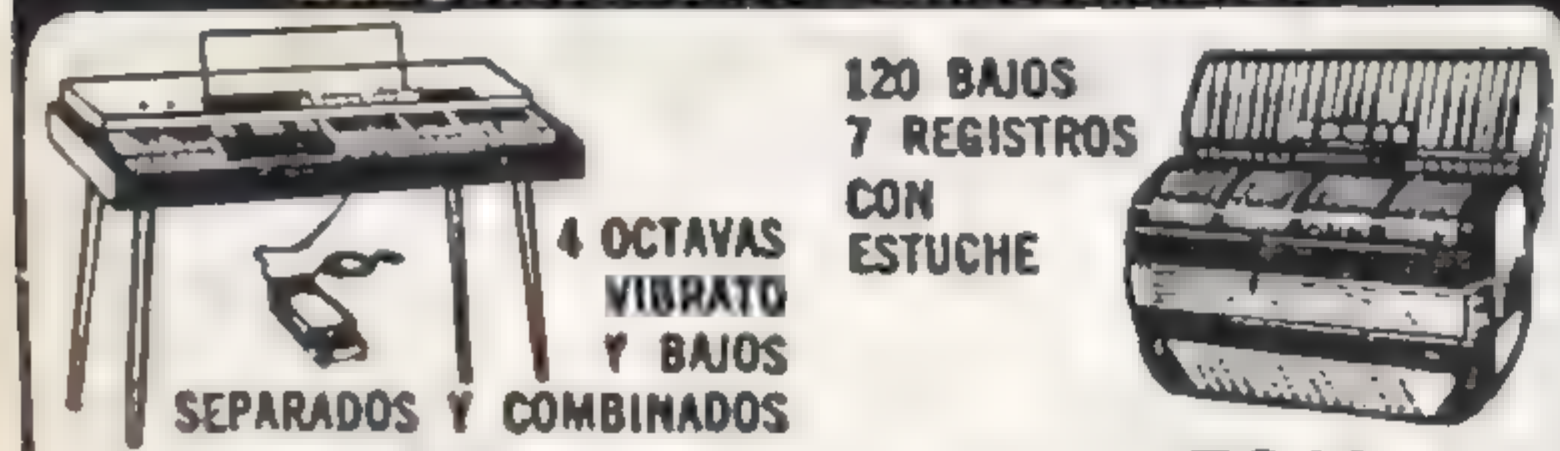 4 OCTAVAS
VIBRATO
Y BAJOS
SEPARADOS Y COMBINADOS
120 BAJOS
7 REGISTROS
CON
ESTUCHE